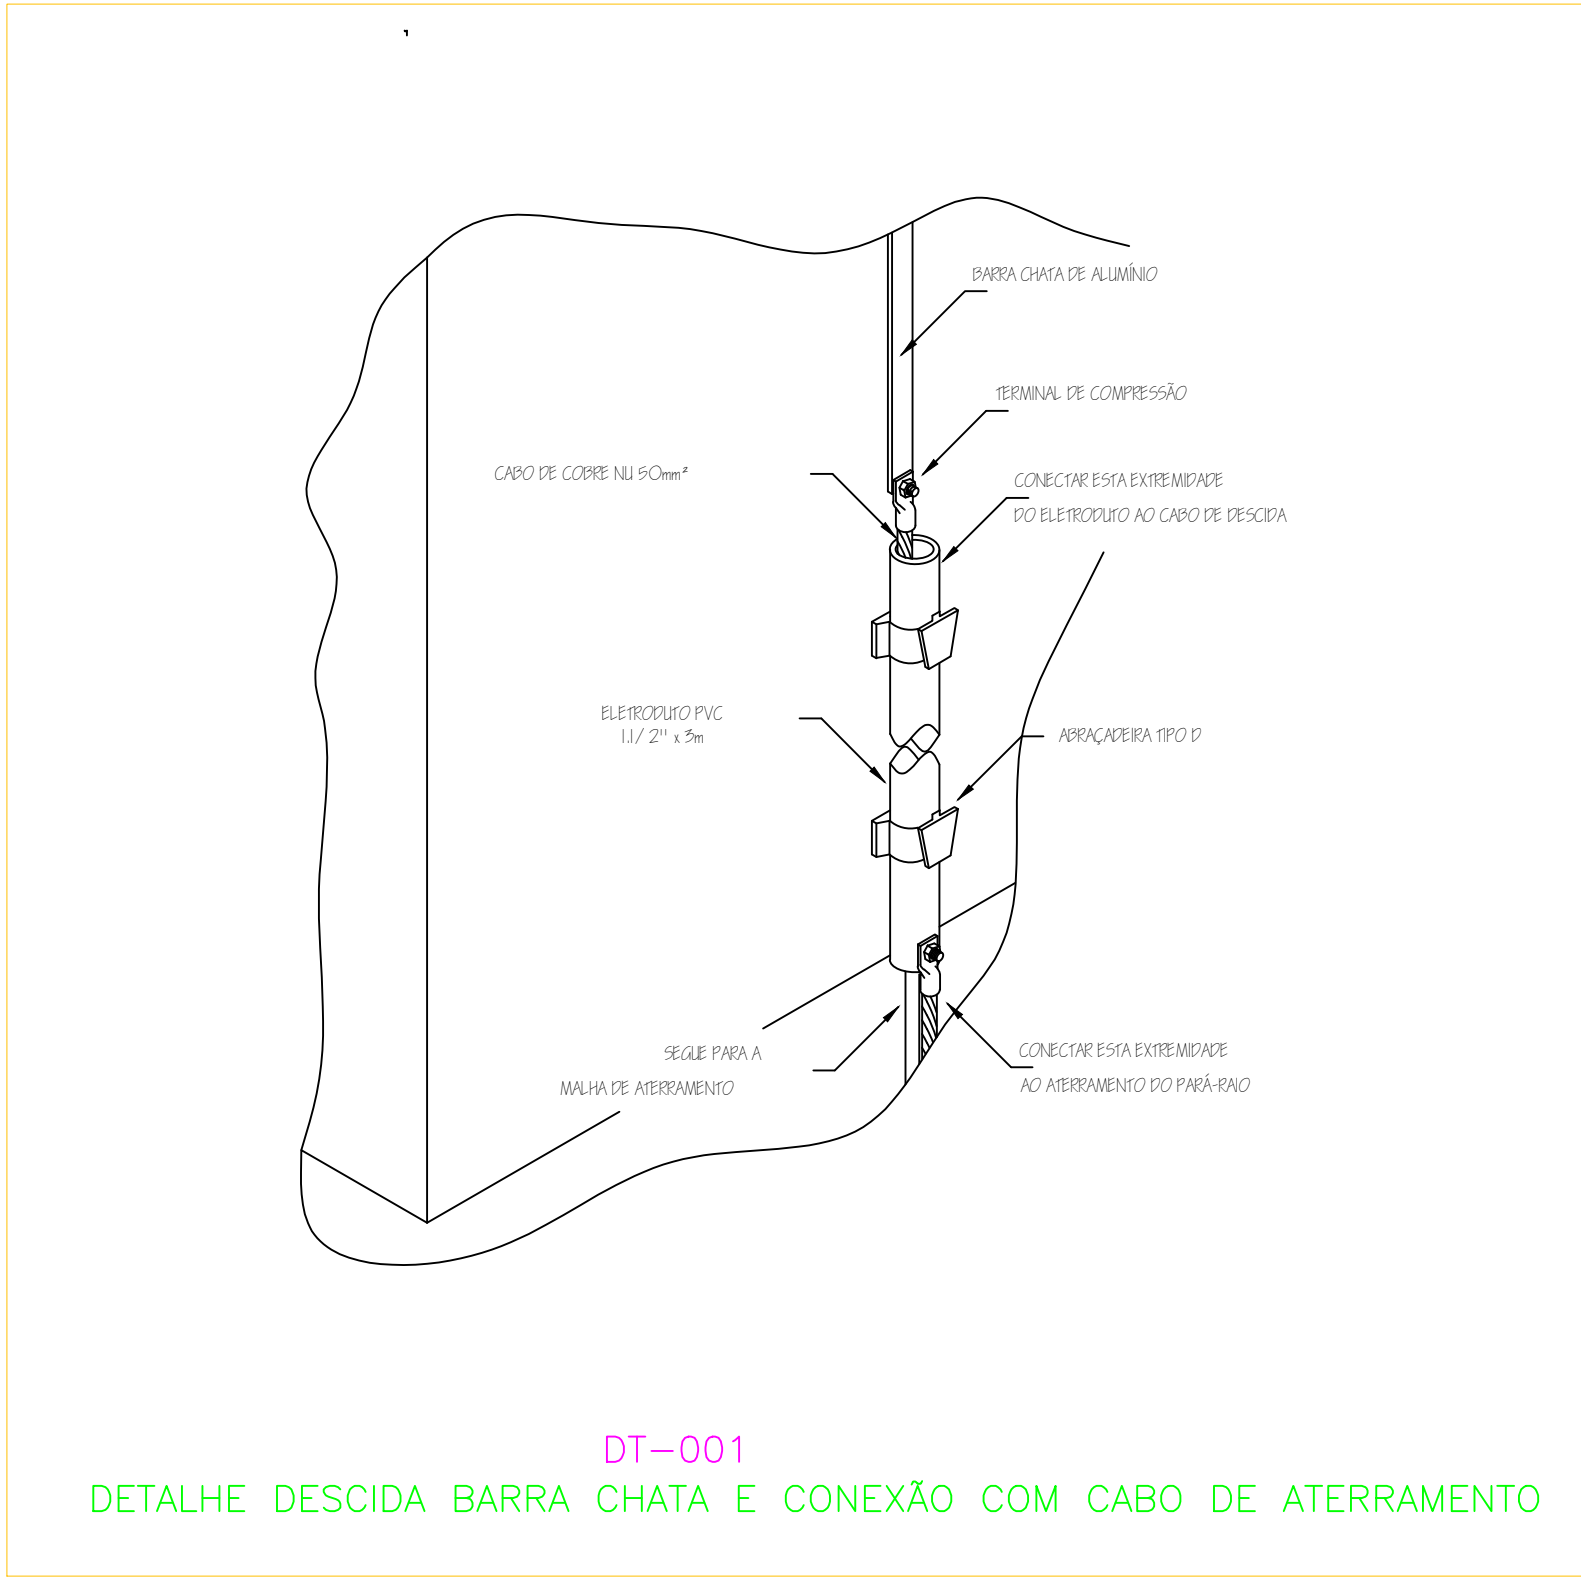 BARRA CHATA DE ALUMÍNIO
TERMINAL DE COMPRESSÃO
CABO DE COBRE NU 50mm²
CONECTAR ESTA EXTREMIDADE
DO ELETRODUTO AO CABO DE DESCIDA
ELETRODUTO PVC
1.1/2" x 3m
ABRAÇADEIRA TIPO D
SEGUE PARA A
MALHA DE ATERRAMENTO
CONECTAR ESTA EXTREMIDADE
AO ATERRAMENTO DO PARÁ-RAIO
DT-001
DETALHE DESCIDA BARRA CHATA E CONEXÃO COM CABO DE ATERRAMENTO